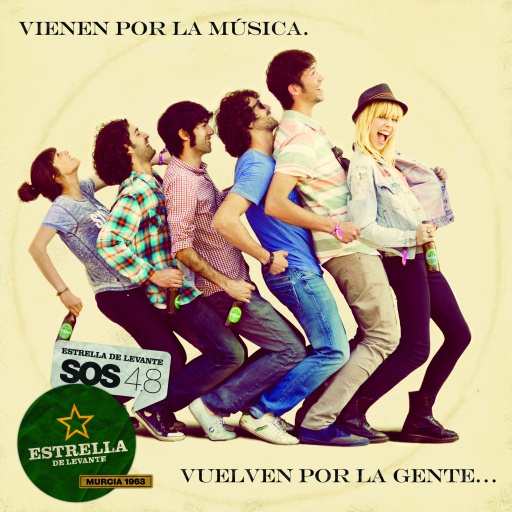 VIENEN POR LA MÚSICA.
ESTRELLA DE LEVANTE
SOS 4.8
ESTRELLA
DE LEVANTE
MURCIA 1963
VUELVEN POR LA GENTE...